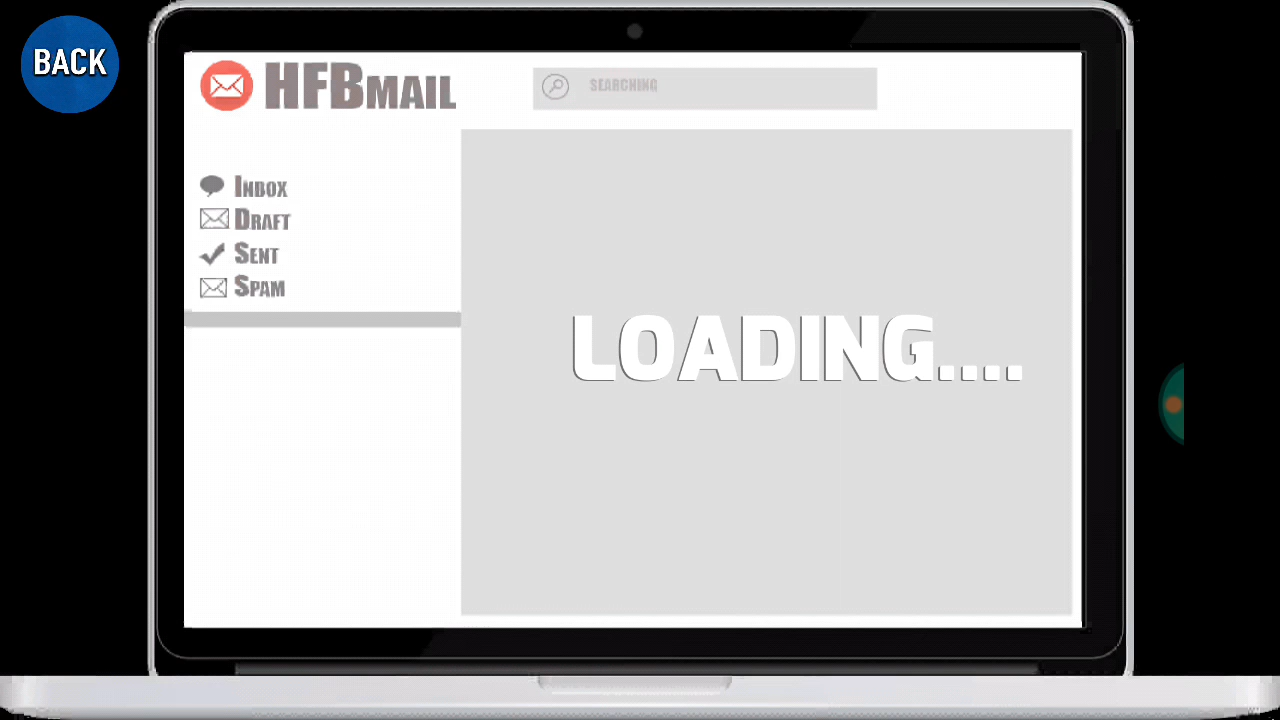 BACK
HFBMAIL
SEARCHING
INBOX
DRAFT
SENT
SPAM
LOADING....